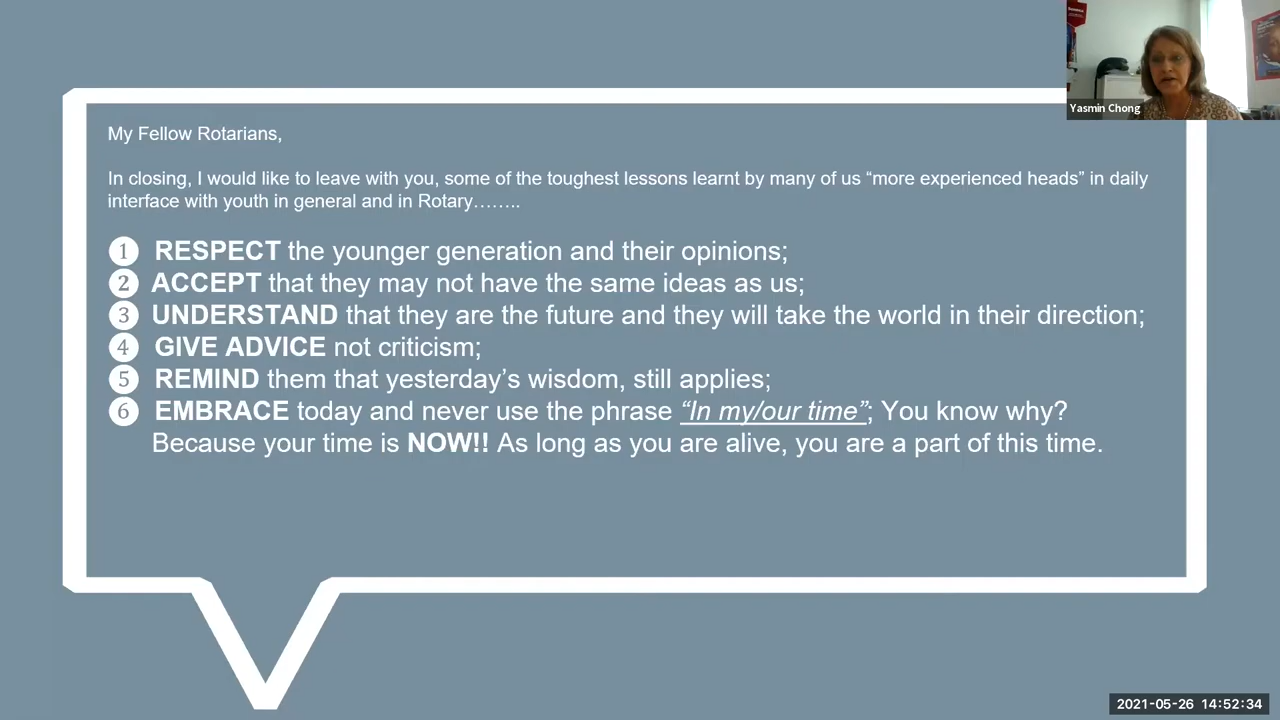 Yasmin Chong
My Fellow Rotarians,
In closing, I would like to leave with you, some of the toughest lessons learnt by many of us “more experienced heads” in daily
interface with youth in general and in Rotary……..
❶ RESPECT the younger generation and their opinions;
❷ ACCEPT that they may not have the same ideas as us;
❸ UNDERSTAND that they are the future and they will take the world in their direction;
❹ GIVE ADVICE not criticism;
❺ REMIND them that yesterday’s wisdom, still applies;
❻ EMBRACE today and never use the phrase “In my/our time”; You know why?
Because your time is NOW!! As long as you are alive, you are a part of this time.
2021-05-26 14:52:34